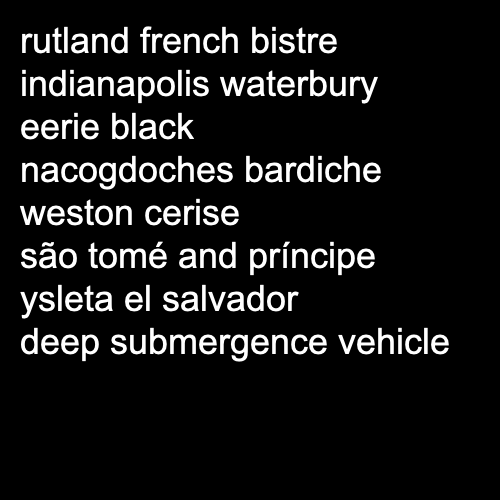 rutland french bistre
indianapolis waterbury
eerie black
nacogdoches bardiche
weston cerise
são tomé and príncipe
ysleta el salvador
deep submergence vehicle